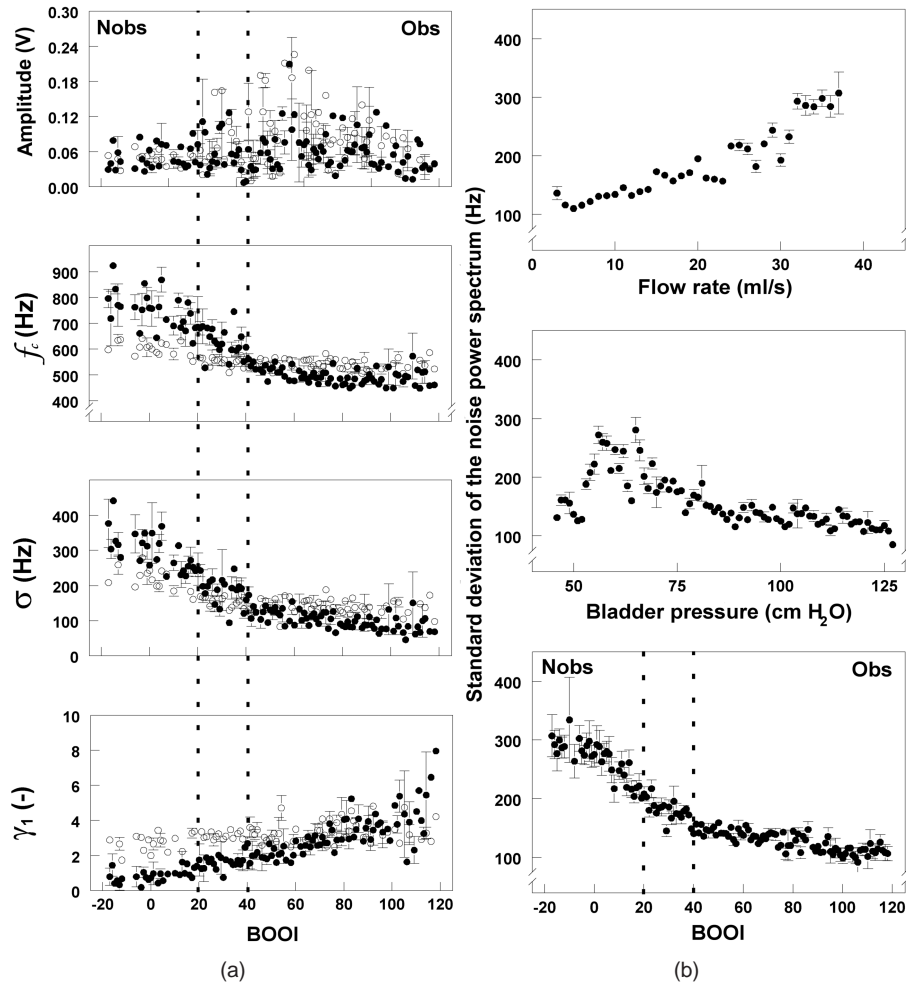 Nobs
Obs
Amplitude (V)
0.30
0.24
0.18
0.12
0.06
0.00
f_c (Hz)
900
800
700
600
500
400
σ (Hz)
400
300
200
100
0
γ1 (-)
10
8
6
4
2
0
-20 0 20 40 60 80 100 120
BOOI
(a)
Standard deviation of the noise power spectrum (Hz)
400
300
200
100
0 10 20 30 40
Flow rate (ml/s)
400
300
200
100
50 75 100 125
Bladder pressure (cm H2O)
Nobs
Obs
400
300
200
100
-20 0 20 40 60 80 100 120
BOOI
(b)